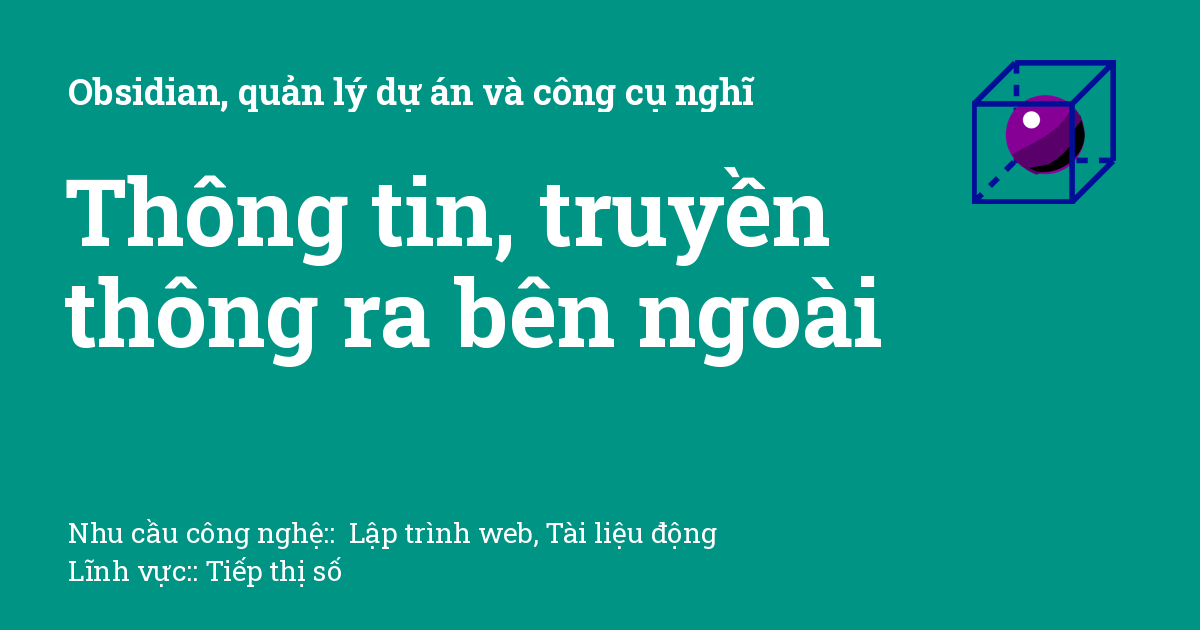 Obsidian, quản lý dự án và công cụ nghĩ
Thông tin, truyền
thông ra bên ngoài
Nhu cầu công nghệ::  Lập trình web, Tài liệu động
Lĩnh vực:: Tiếp thị số